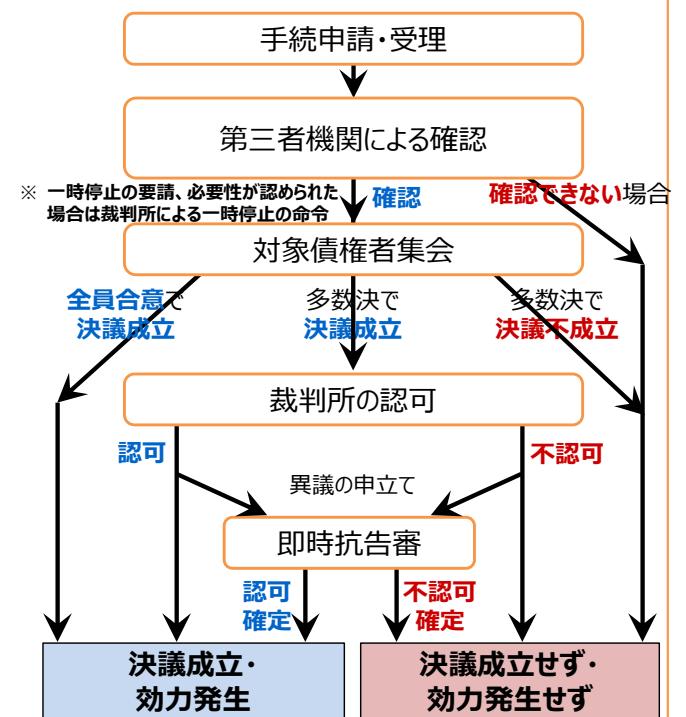 手続申請・受理
第三者機関による確認
※ 一時停止の要請、必要性が認められた
場合は裁判所による一時停止の命令
確認
確認できない場合
対象債権者集会
全員合意で
決議成立
多数決で
決議成立
多数決で
決議不成立
裁判所の認可
認可
不認可
異議の申立て
即時抗告審
認可
確定
不認可
確定
決議成立・
効力発生
決議成立せず・
効力発生せず